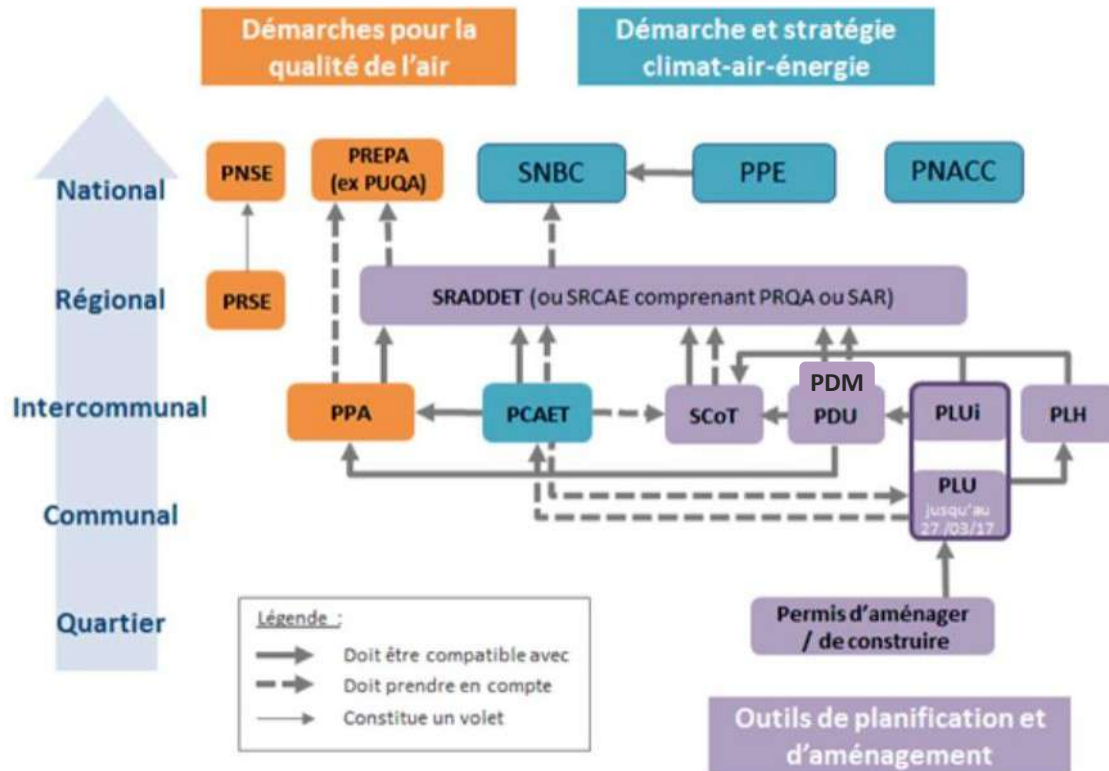 Démarches pour la
qualité de l'air
Démarche et stratégie
climat-air-énergie
National
PNSE
PREPA
(ex PUQA)
SNBC
PPE
PNACC
Régional
PRSE
SRADDET (ou SRCAE comprenant PRQA ou SAR)
Intercommunal
PPA
PCAET
SCoT
PDM
PDU
PLUi
PLH
Communal
PLU
jusqu'au
27/03/17
Quartier
Permis d'aménager
/ de construire
Légende :
Doit être compatible avec
Doit prendre en compte
Constitue un volet
Outils de planification et
d'aménagement